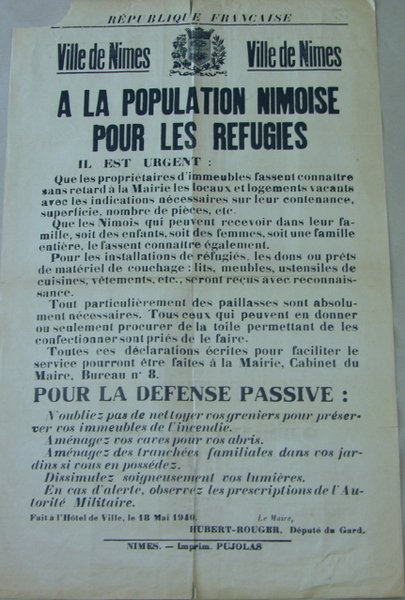 RÉPUBLIQUE FRANÇAISE
Ville de Nimes Ville de Nimes
A LA POPULATION NIMOISE
POUR LES REFUGIES
IL EST URGENT :
Que les propriétaires d'immeubles fassent connaître
sans retard à la Mairie les locaux et logements vacants
avec les indications nécessaires sur leur contenance,
superficie, nombre de pièces, etc.
Que les Nimois qui peuvent recevoir dans leur fa-
mille, soit des enfants, soit des femmes, soit une famille
entière, le fassent connaître également.
Pour les installations de réfugiés, les dons ou prêts
de matériel de couchage : lits, meubles, ustensiles de
cuisines, vêtements, etc., seront reçus avec reconnais-
sance.
Tout particulièrement des paillasses sont absolu-
ment nécessaires. Tous ceux qui peuvent en donner
ou seulement procurer de la toile permettant de les
confectionner sont priés de le faire.
Toutes ces déclarations écrites pour faciliter le
service pourront être faites à la Mairie, Cabinet du
Maire, Bureau n° 8.
POUR LA DEFENSE PASSIVE :
N'oubliez pas de nettoyer vos greniers pour préser-
ver vos immeubles de l'incendie.
Aménagez vos caves pour vos abris.
Aménagez des tranchées familiales dans vos jar-
dins si vous en possédez.
Dissimulez soigneusement vos lumières.
En cas d'alerte, observez les prescriptions de l'Au-
torité Militaire.
Fait à l'Hôtel de Ville, le 18 Mai 1940. Le Maire,
HUBERT-ROUGER, Député du Gard.
NIMES. — Imprim. PUJOLAS